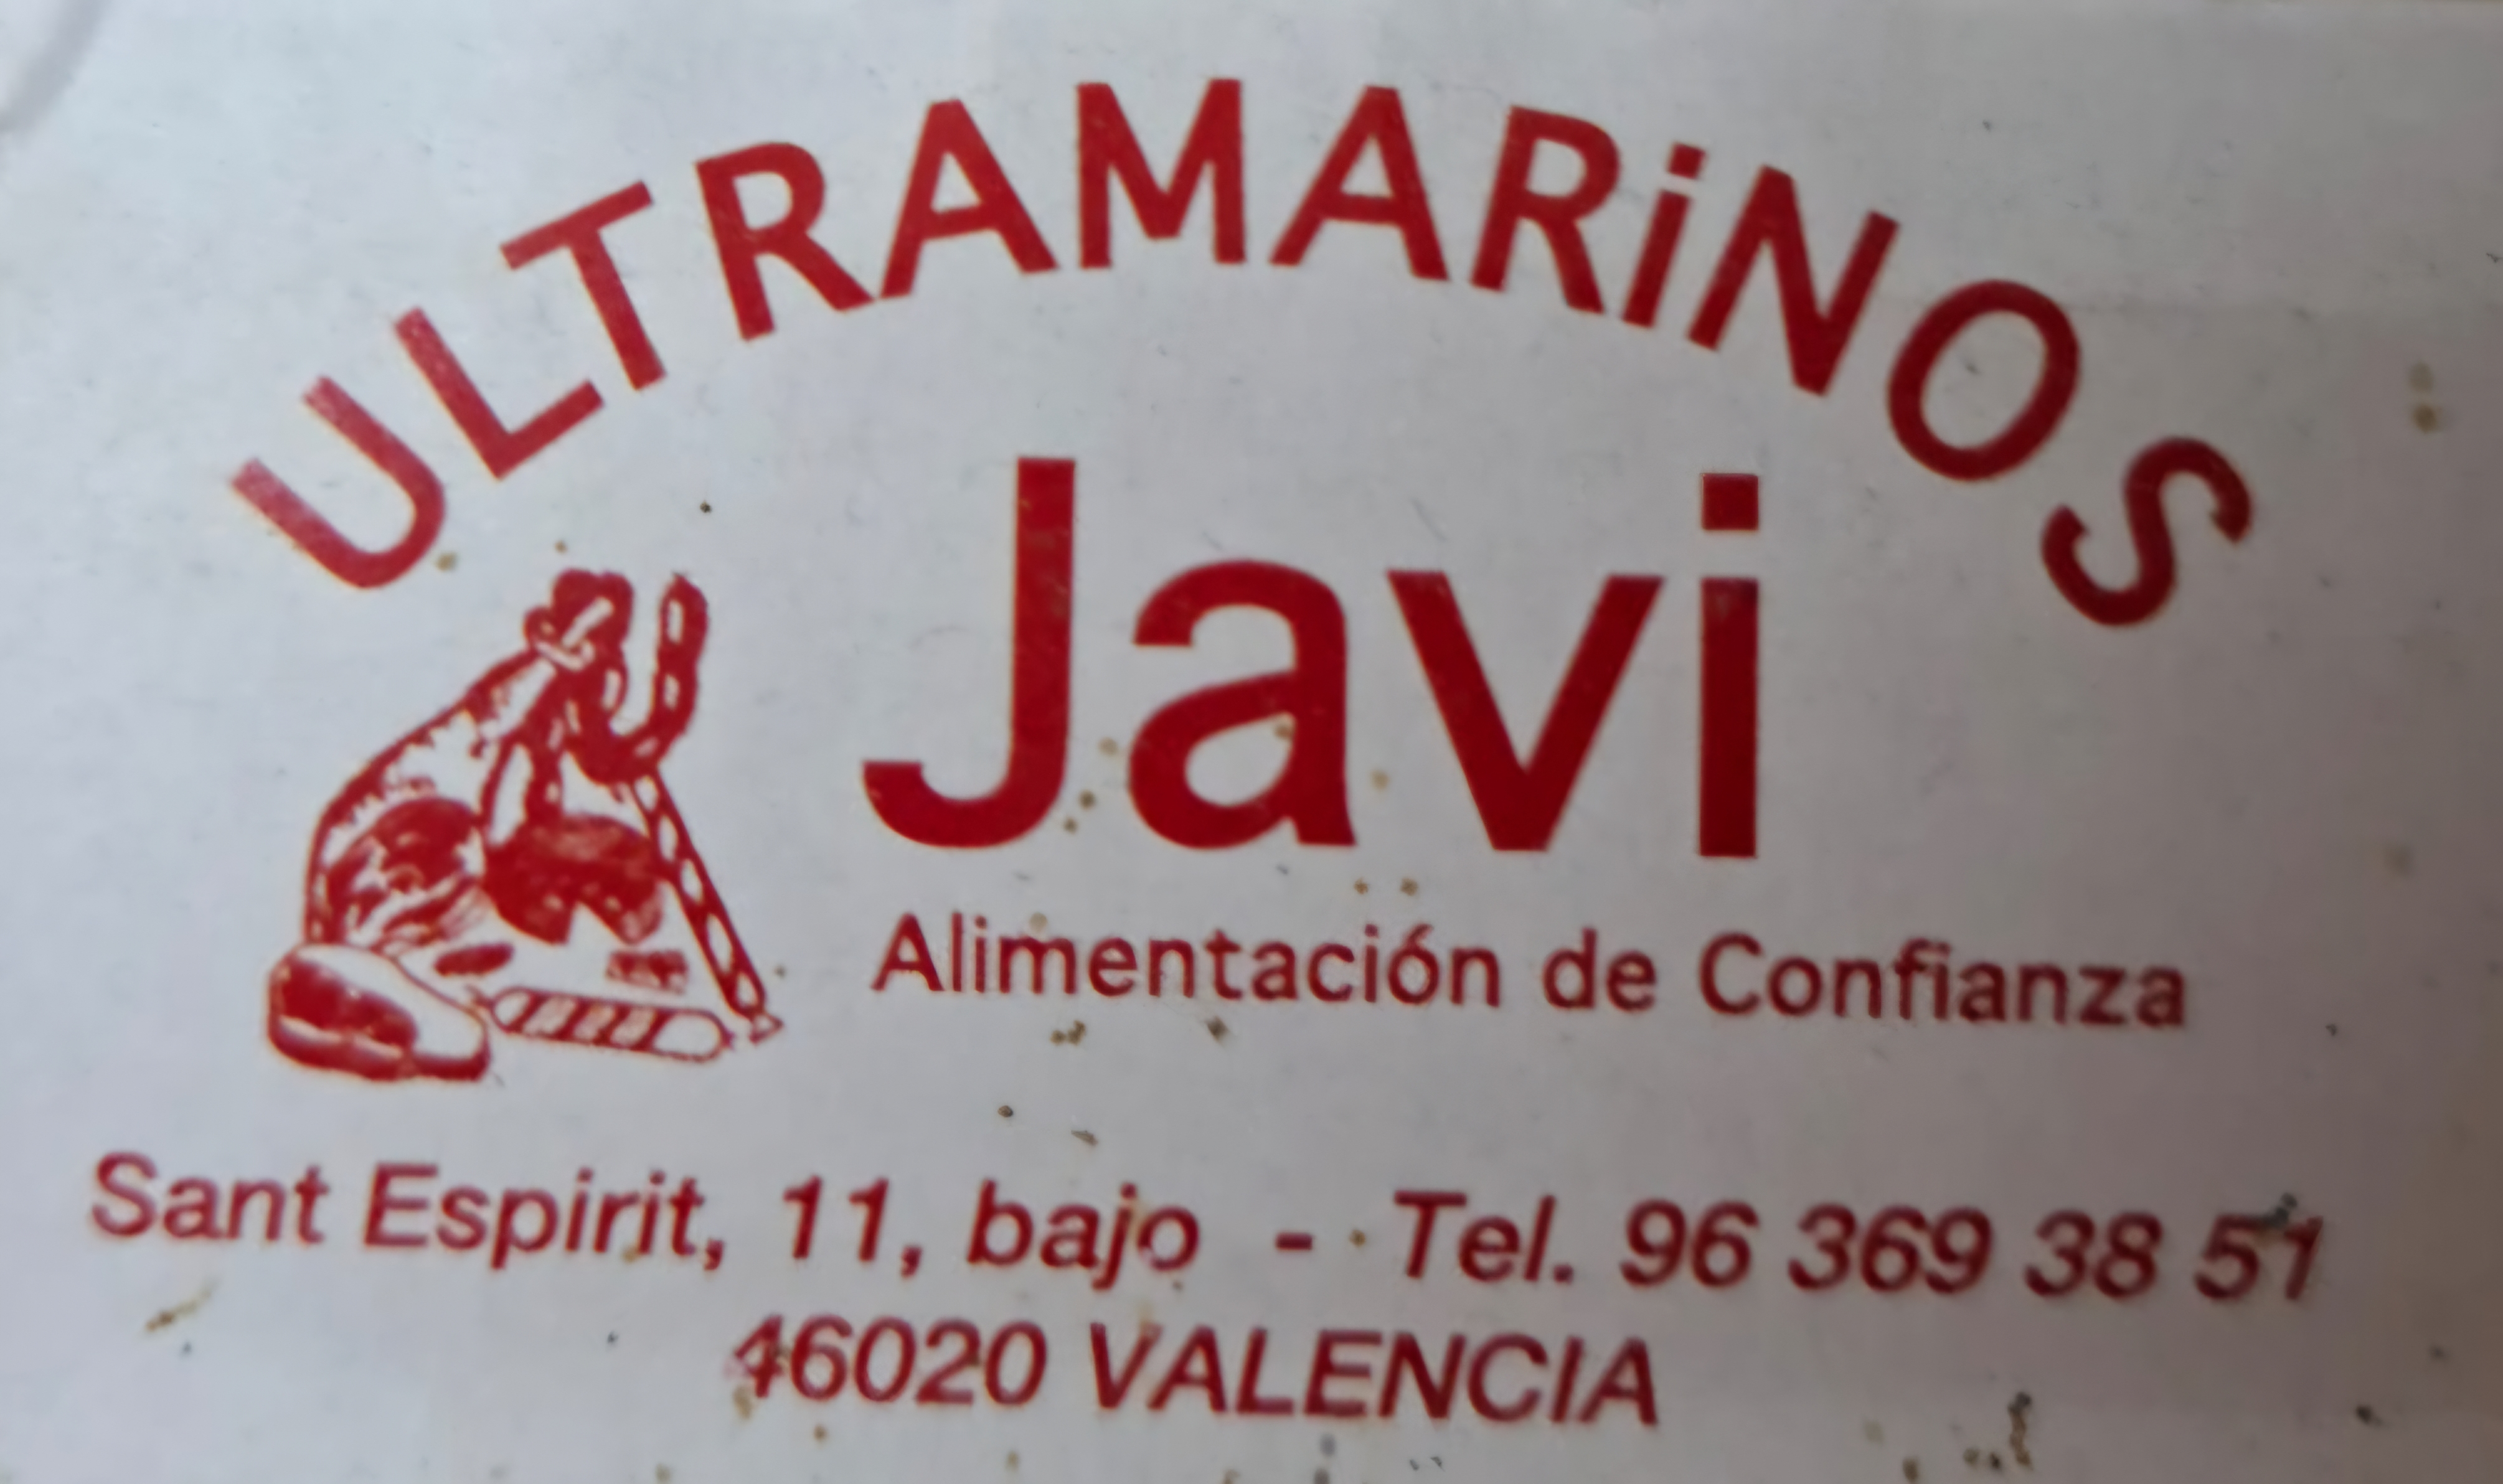 ULTRAMARiNOS
Javi
Alimentación de Confianza
Sant Espirit, 11, bajo - Tel. 96 369 38 51
46020 VALENCIA